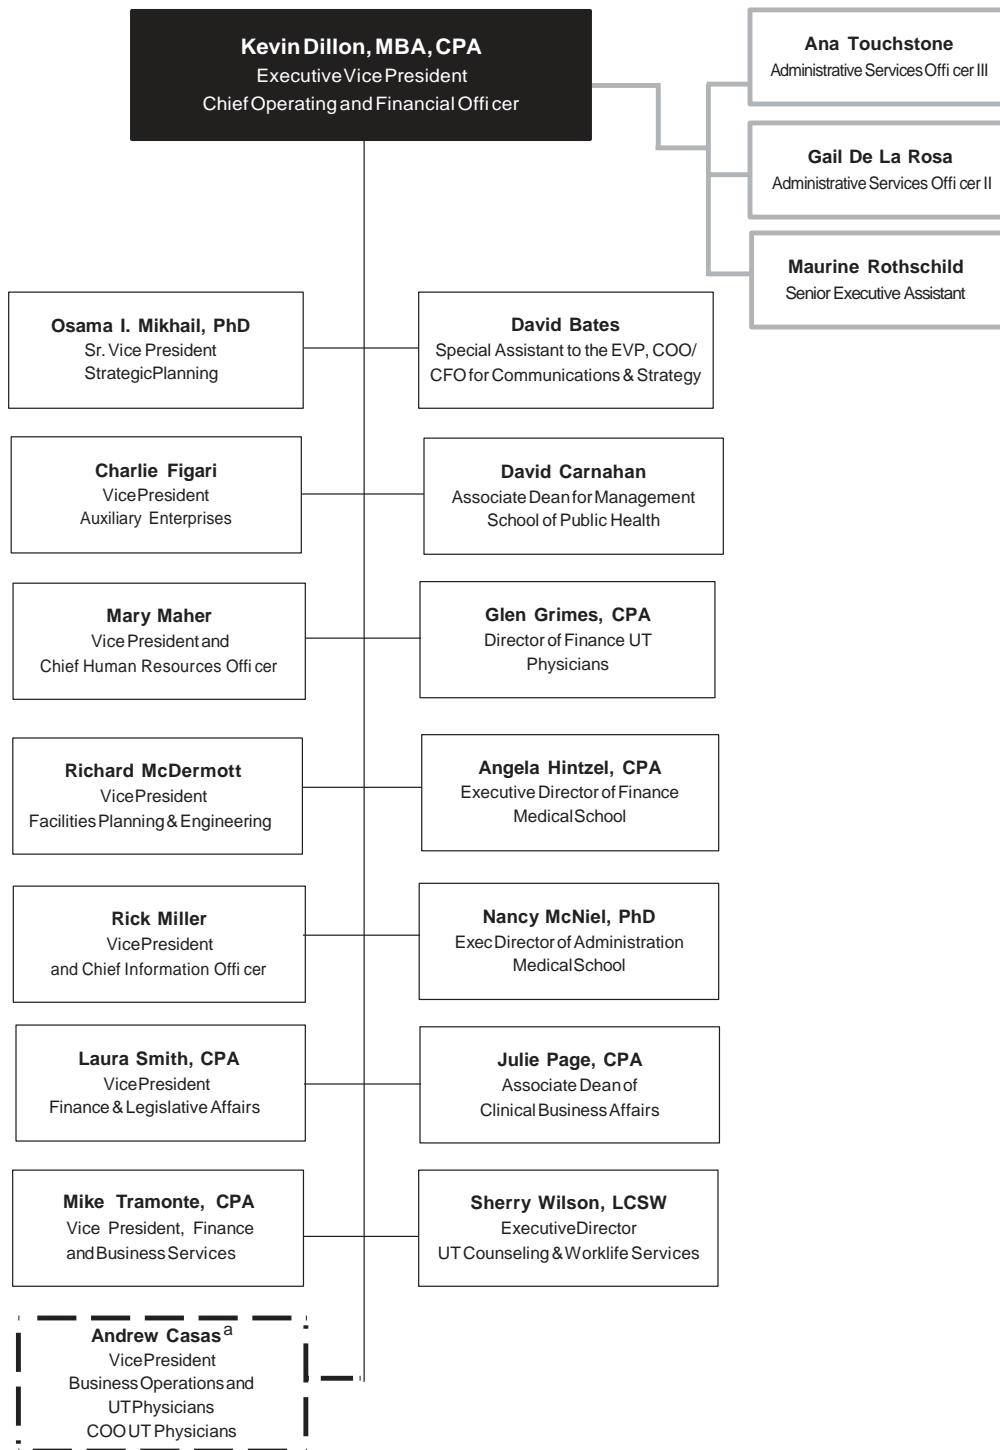 Kevin Dillon, MBA, CPA
Executive Vice President
Chief Operating and Financial Officer
Ana Touchstone
Administrative Services Officer III
Gail De La Rosa
Administrative Services Officer II
Maurine Rothschild
Senior Executive Assistant
Osama I. Mikhail, PhD
Sr. Vice President
Strategic Planning
David Bates
Special Assistant to the EVP, COO/
CFO for Communications & Strategy
Charlie Figari
Vice President
Auxiliary Enterprises
David Carnahan
Associate Dean for Management
School of Public Health
Mary Maher
Vice President and
Chief Human Resources Officer
Glen Grimes, CPA
Director of Finance UT
Physicians
Richard McDermott
Vice President
Facilities Planning & Engineering
Angela Hintzel, CPA
Executive Director of Finance
Medical School
Rick Miller
Vice President
and Chief Information Officer
Nancy McNiel, PhD
Exec Director of Administration
Medical School
Laura Smith, CPA
Vice President
Finance & Legislative Affairs
Julie Page, CPA
Associate Dean of
Clinical Business Affairs
Mike Tramonte, CPA
Vice President, Finance
and Business Services
Sherry Wilson, LCSW
Executive Director
UT Counseling & Worklife Services
Andrew Casas a
Vice President
Business Operations and
UT Physicians
COO UT Physicians